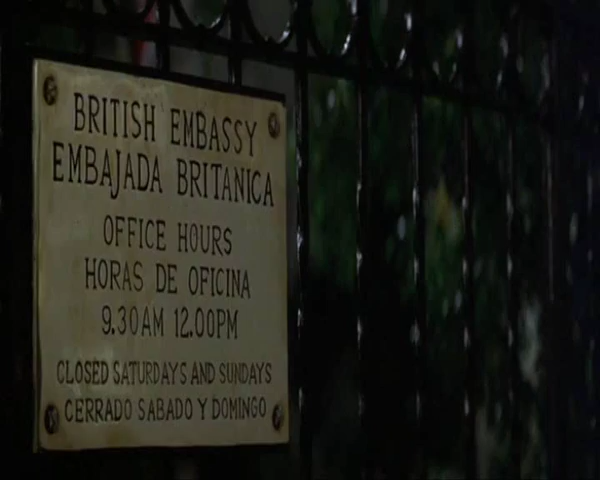 BRITISH EMBASSY
EMBAJADA BRITANICA
OFFICE HOURS
HORAS DE OFICINA
9.30AM 12.00PM
CLOSED SATURDAYS AND SUNDAYS
CERRADO SABADO Y DOMINGO